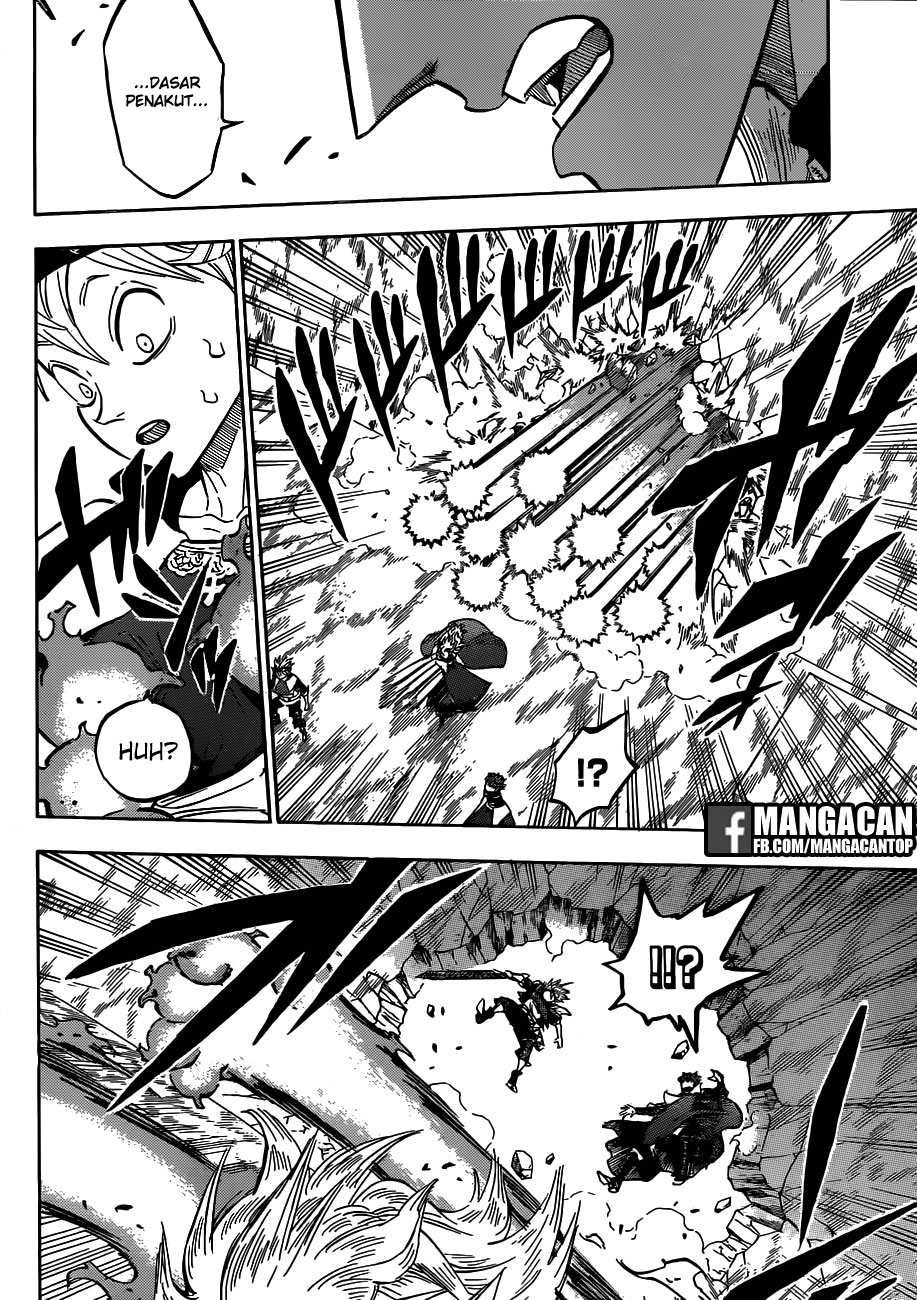 ...DASAR
PENAKUT...
HUH?
!?
f MANGACAN
FB.COM/MANGACANTOP
!!?